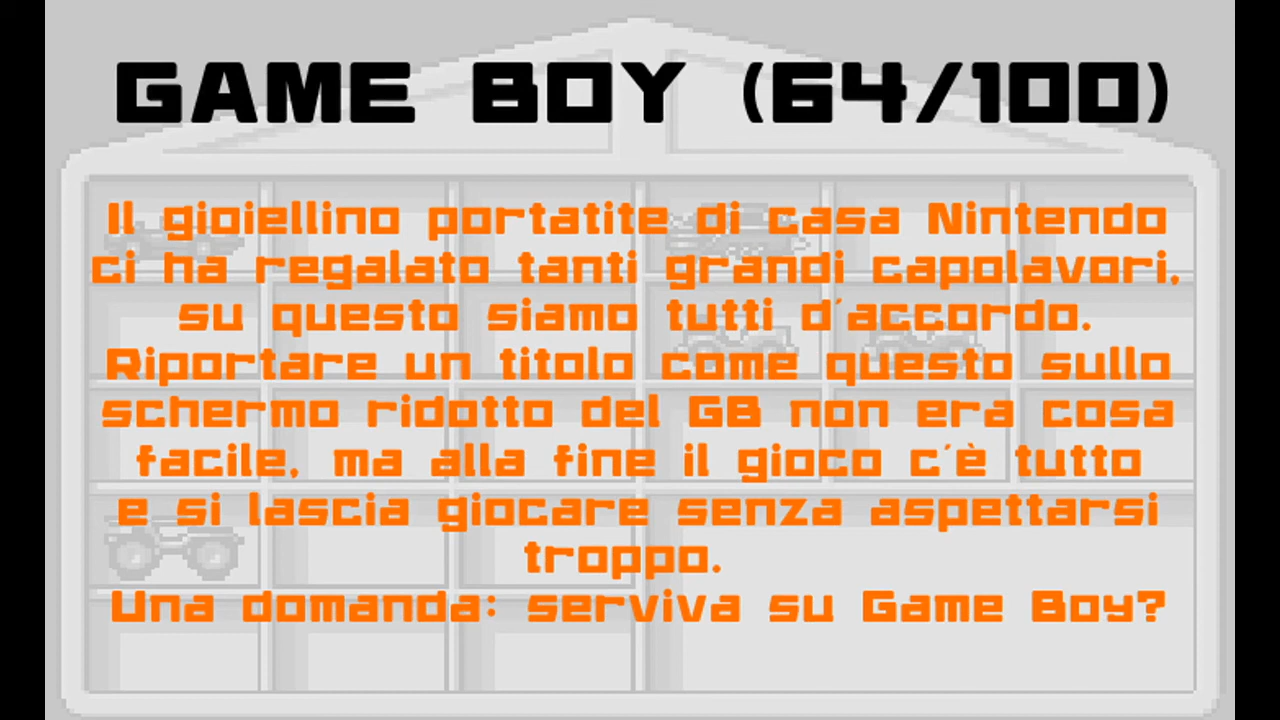 GAME BOY (64/100)
Il gioiellino portatite di casa Nintendo
ci ha regalato tanti grandi capolavori,
su questo siamo tutti d'accordo.
Riportare un titolo come questo sullo
schermo ridotto del GB non era cosa
facile, ma alla fine il gioco c'è tutto
e si lascia giocare senza aspettarsi
troppo.
Una domanda: serviva su Game Boy?